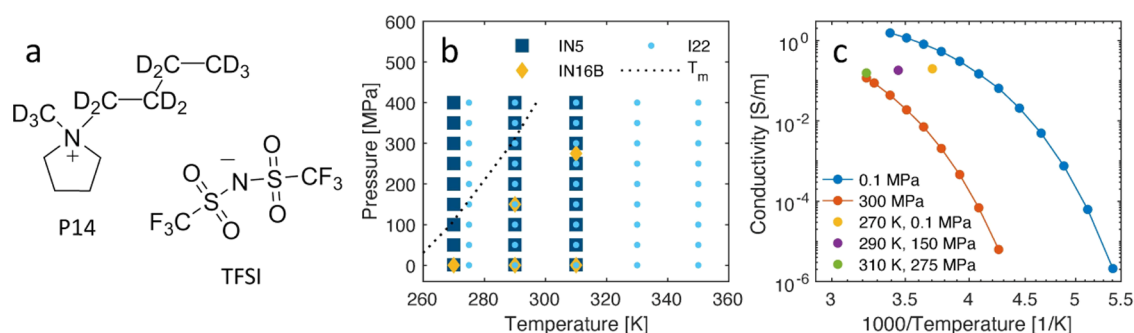 a
D₂C—CD₃
D₂C—CD₂
D₃C
N
+
P14
O
O
S
N
−
S
O
O
CF₃
F₃C
TFSI
b
IN5
IN16B
I22
Tₘ
Pressure [MPa]
600
500
400
300
200
100
0
260 280 300 320 340 360
Temperature [K]
c
Conductivity [S/m]
10⁰
10⁻²
10⁻⁴
10⁻⁶
0.1 MPa
300 MPa
270 K, 0.1 MPa
290 K, 150 MPa
310 K, 275 MPa
3 3.5 4 4.5 5 5.5
1000/Temperature [1/K]